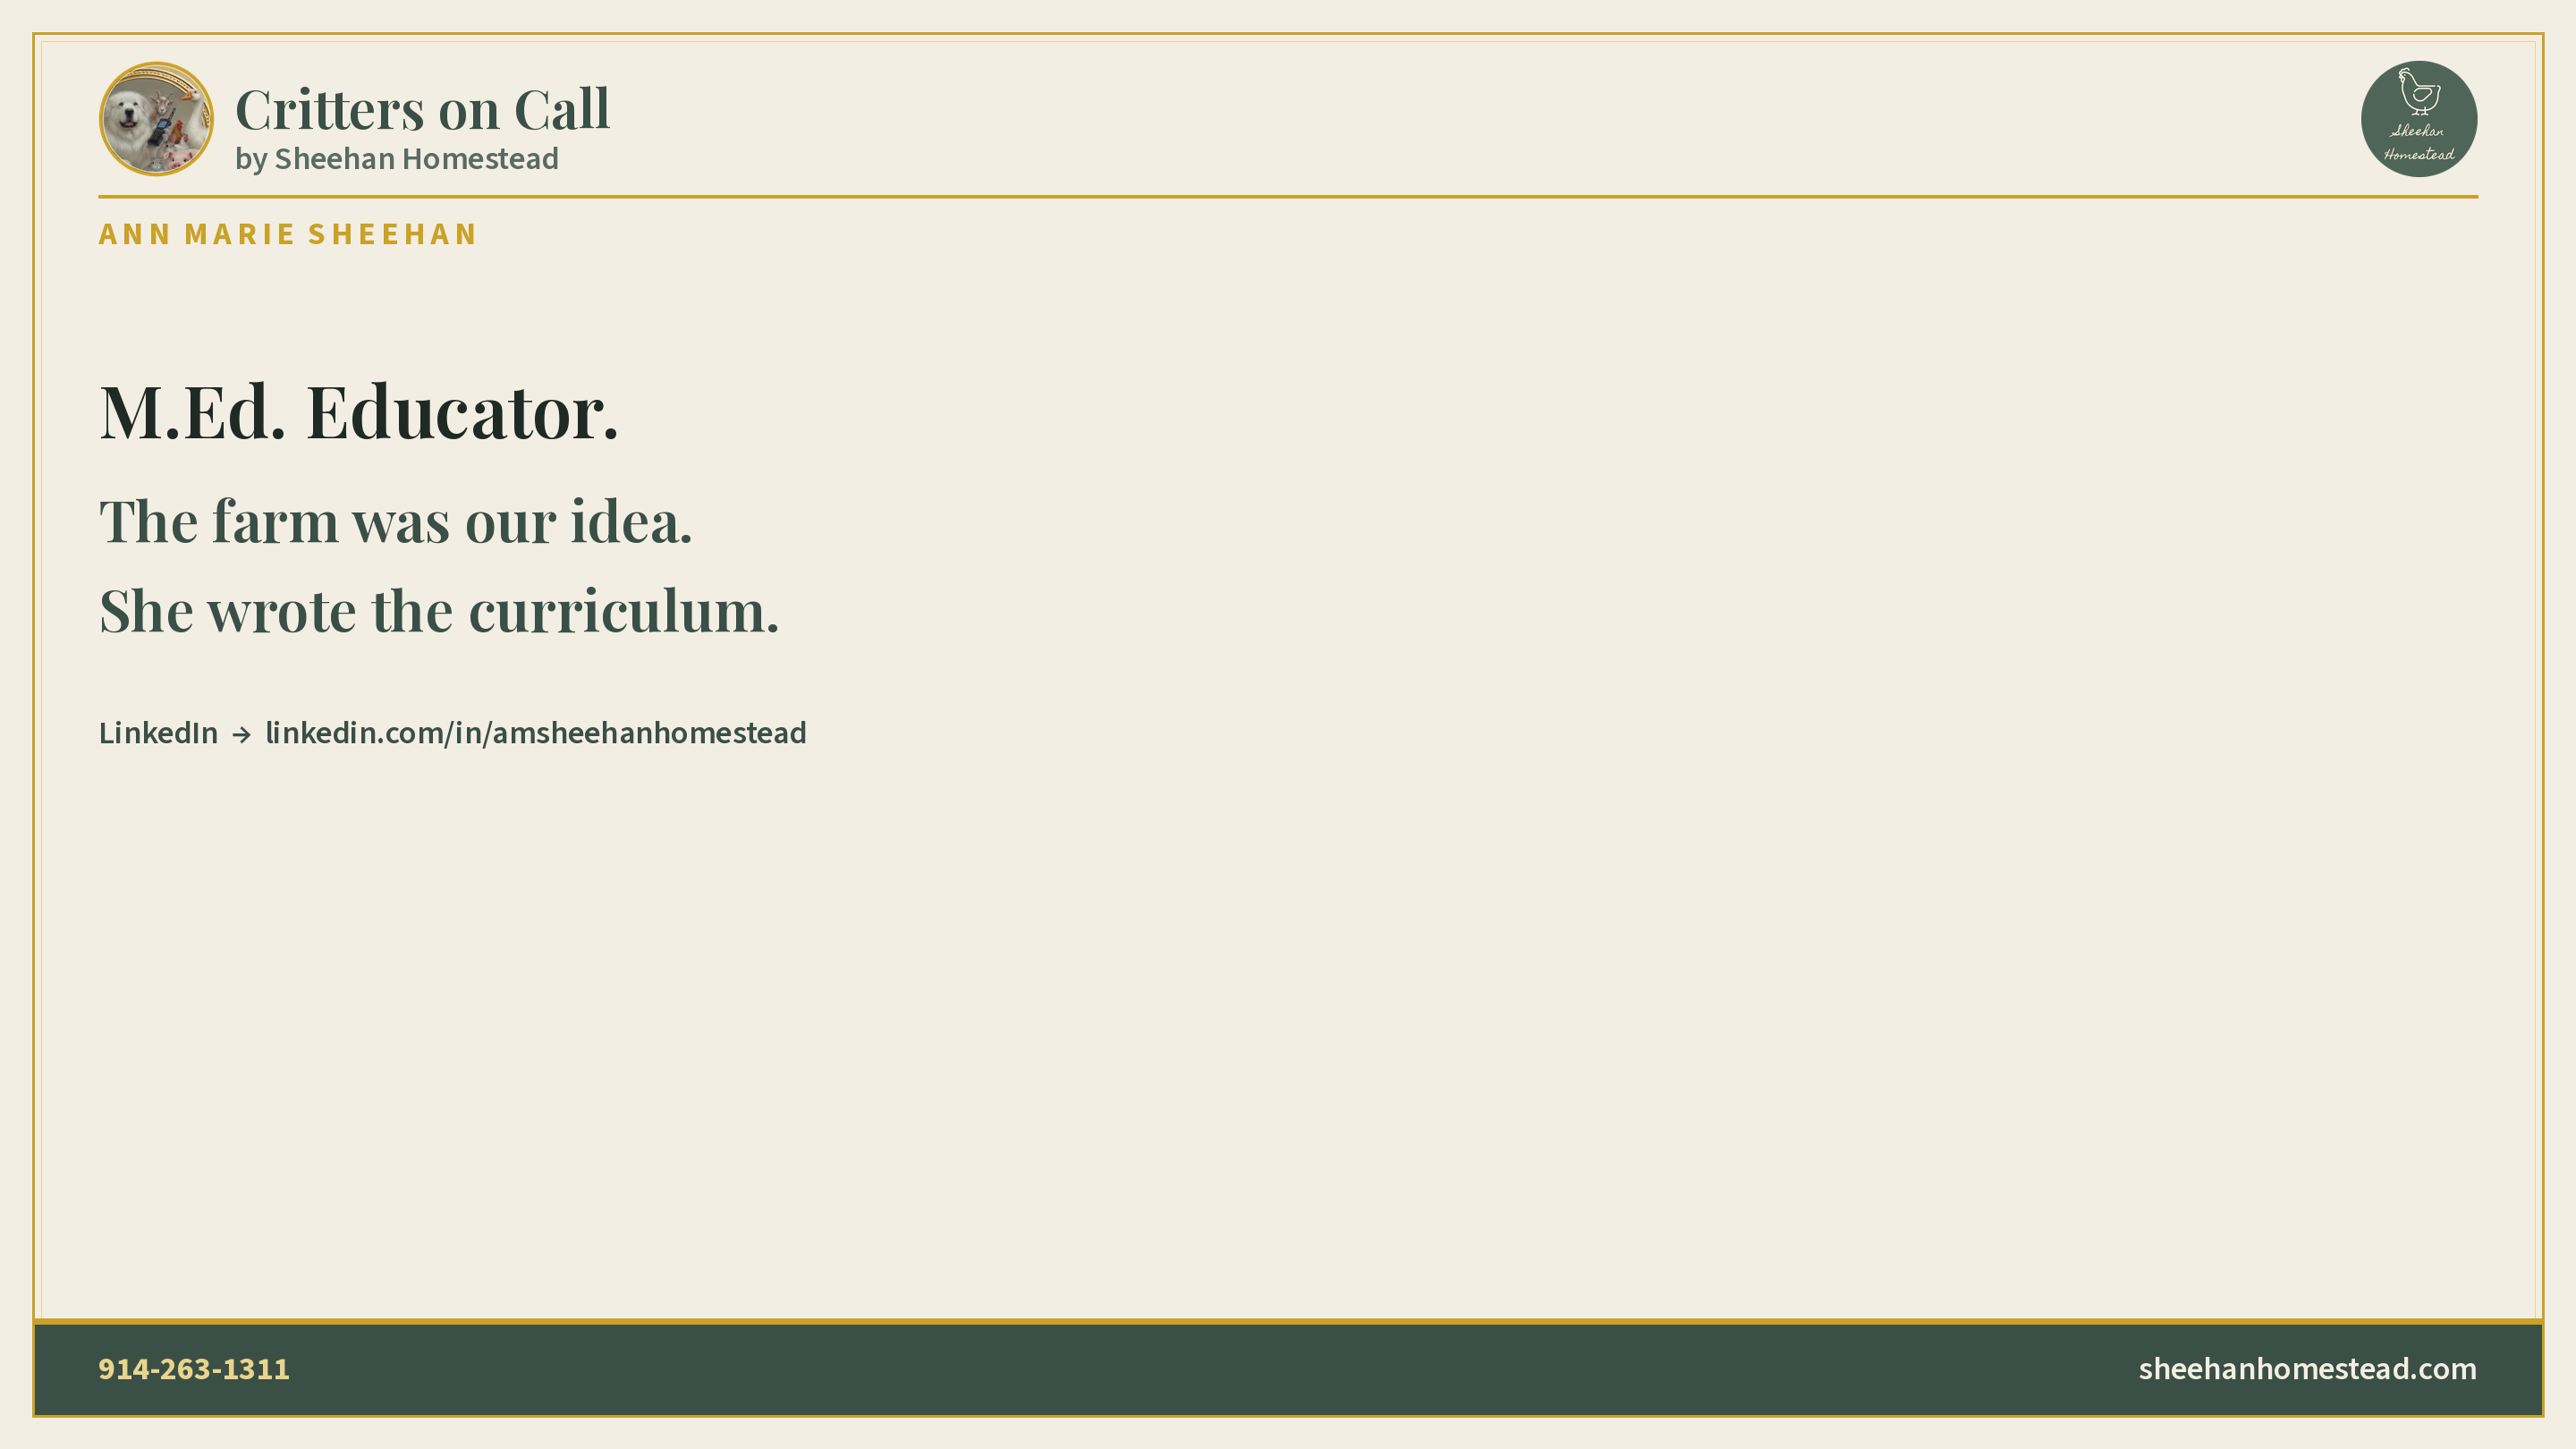 Critters on Call
by Sheehan Homestead
Sheehan
Homestead
ANN MARIE SHEEHAN
M.Ed. Educator.
The farm was our idea.
She wrote the curriculum.
LinkedIn → linkedin.com/in/amsheehanhomestead
914-263-1311
sheehanhomestead.com